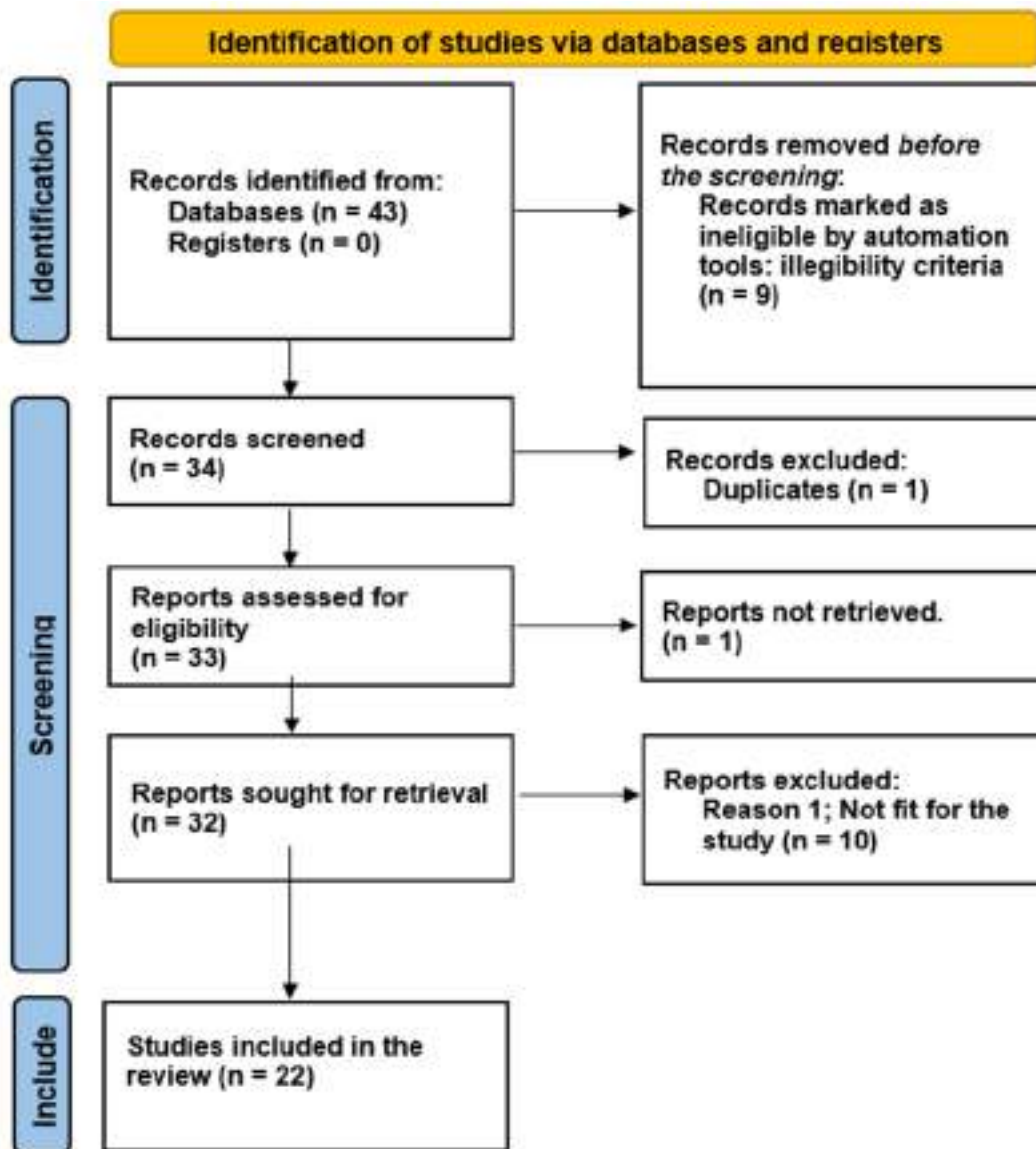 Identification of studies via databases and registers
Identification
Records identified from:
Databases (n = 43)
Registers (n = 0)
Records removed before
the screening:
Records marked as
ineligible by automation
tools: illegibility criteria
(n = 9)
Screening
Records screened
(n = 34)
Records excluded:
Duplicates (n = 1)
Reports assessed for
eligibility
(n = 33)
Reports not retrieved.
(n = 1)
Reports sought for retrieval
(n = 32)
Reports excluded:
Reason 1; Not fit for the
study (n = 10)
Include
Studies included in the
review (n = 22)